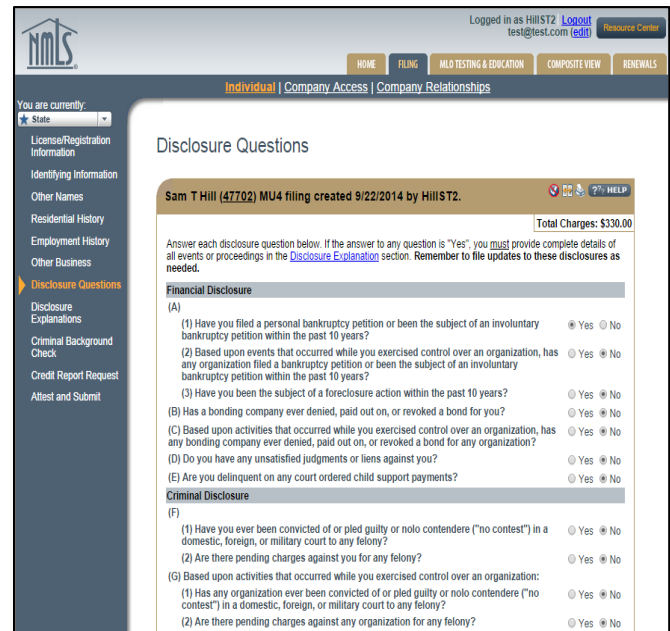 Logged in as HillST2 | Logout
test@test.com (edit)
Resource Center
NMLS
HOME FILING MLO TESTING & EDUCATION COMPOSITE VIEW RENEWALS
Individual | Company Access | Company Relationships
You are currently:
State
License/Registration
Information
Identifying Information
Other Names
Residential History
Employment History
Other Business
Disclosure Questions
Disclosure
Explanations
Criminal Background
Check
Credit Report Request
Attest and Submit
Disclosure Questions
Sam T Hill (47702) MU4 filing created 9/22/2014 by HillST2.
HELP
Total Charges: $330.00
Answer each disclosure question below. If the answer to any question is "Yes", you must provide complete details of
all events or proceedings in the Disclosure Explanation section. Remember to file updates to these disclosures as
needed.
Financial Disclosure
(A)
(1) Have you filed a personal bankruptcy petition or been the subject of an involuntary Yes No
bankruptcy petition within the past 10 years?
(2) Based upon events that occurred while you exercised control over an organization, has Yes No
any organization filed a bankruptcy petition or been the subject of an involuntary
bankruptcy petition within the past 10 years?
(3) Have you been the subject of a foreclosure action within the past 10 years? Yes No
(B) Has a bonding company ever denied, paid out on, or revoked a bond for you? Yes No
(C) Based upon activities that occurred while you exercised control over an organization, has Yes No
any bonding company ever denied, paid out on, or revoked a bond for any organization?
(D) Do you have any unsatisfied judgments or liens against you? Yes No
(E) Are you delinquent on any court ordered child support payments? Yes No
Criminal Disclosure
(F)
(1) Have you ever been convicted of or pled guilty or nolo contendere ("no contest") in a Yes No
domestic, foreign, or military court to any felony?
(2) Are there pending charges against you for any felony? Yes No
(G) Based upon activities that occurred while you exercised control over an organization:
(1) Has any organization ever been convicted of or pled guilty or nolo contendere ("no Yes No
contest") in a domestic, foreign, or military court to any felony?
(2) Are there pending charges against any organization for any felony? Yes No